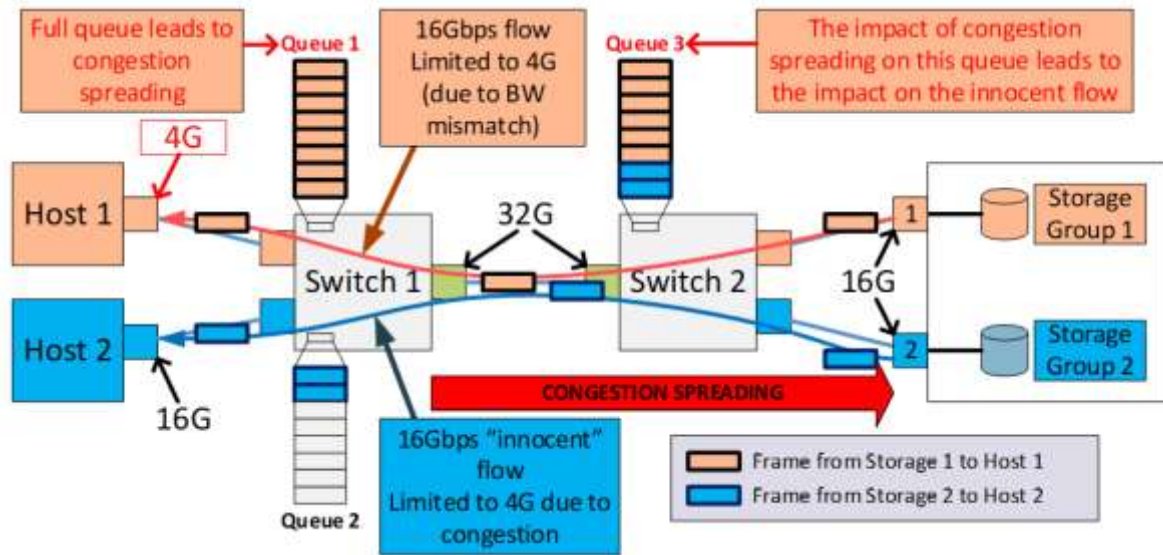 Full queue leads to
congestion
spreading
Queue 1
16Gbps flow
Limited to 4G
(due to BW
mismatch)
Queue 3
The impact of congestion
spreading on this queue leads to
the impact on the innocent flow
4G
Host 1
32G
Switch 1
Switch 2
1
Storage
Group 1
16G
Host 2
2
Storage
Group 2
16G
CONGESTION SPREADING
16Gbps "innocent"
flow
Limited to 4G due to
congestion
Queue 2
Frame from Storage 1 to Host 1
Frame from Storage 2 to Host 2